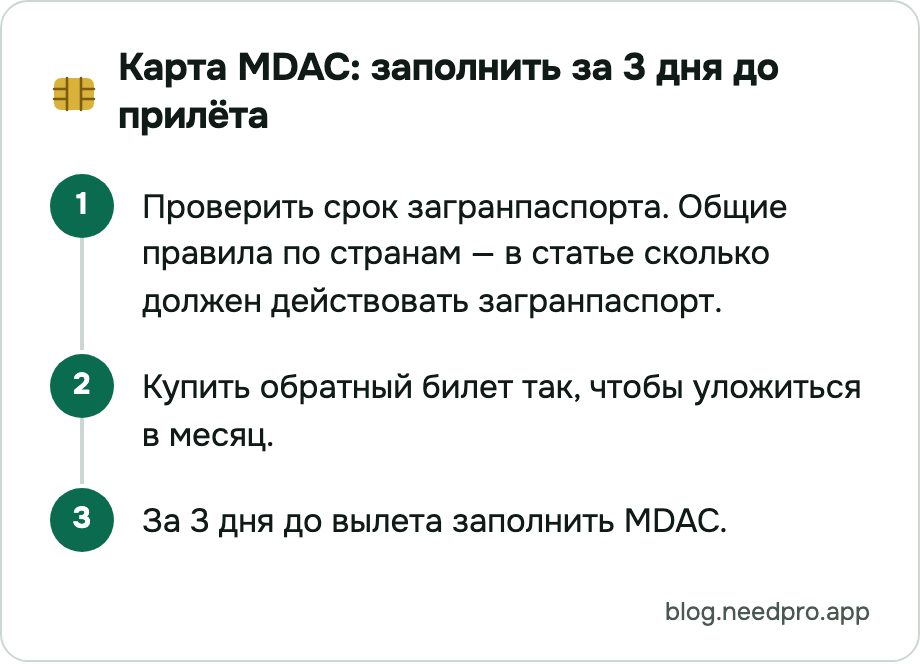 Карта MDAC: заполнить за 3 дня до
прилёта
1
Проверить срок загранпаспорта. Общие
правила по странам — в статье сколько
должен действовать загранпаспорт.
2
Купить обратный билет так, чтобы уложиться
в месяц.
3
За 3 дня до вылета заполнить MDAC.
blog.needpro.app